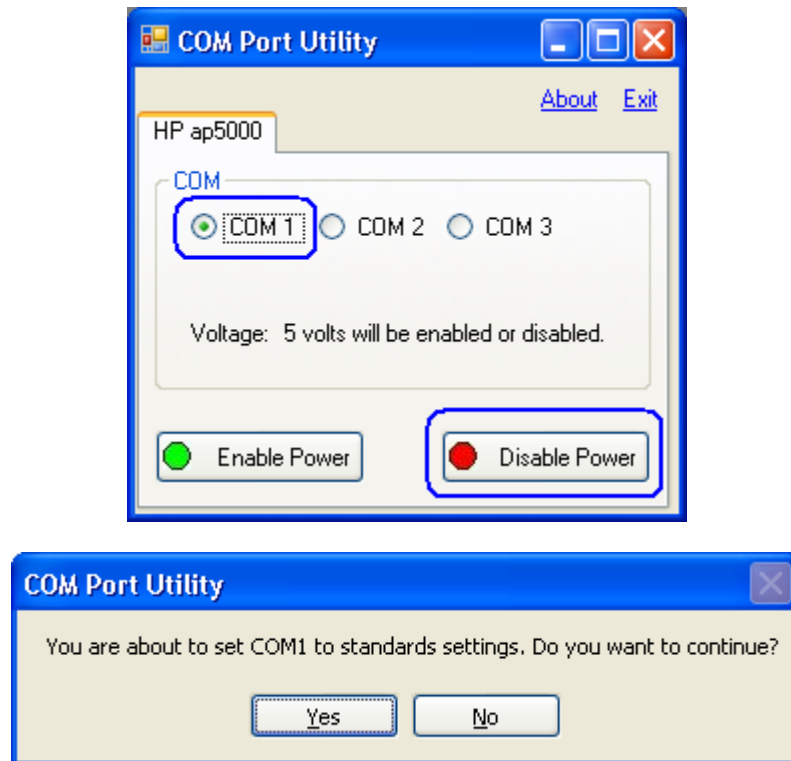 COM Port Utility
About Exit
HP ap5000
COM
COM 1 COM 2 COM 3
Voltage: 5 volts will be enabled or disabled.
Enable Power Disable Power
COM Port Utility
You are about to set COM1 to standards settings. Do you want to continue?
Yes No